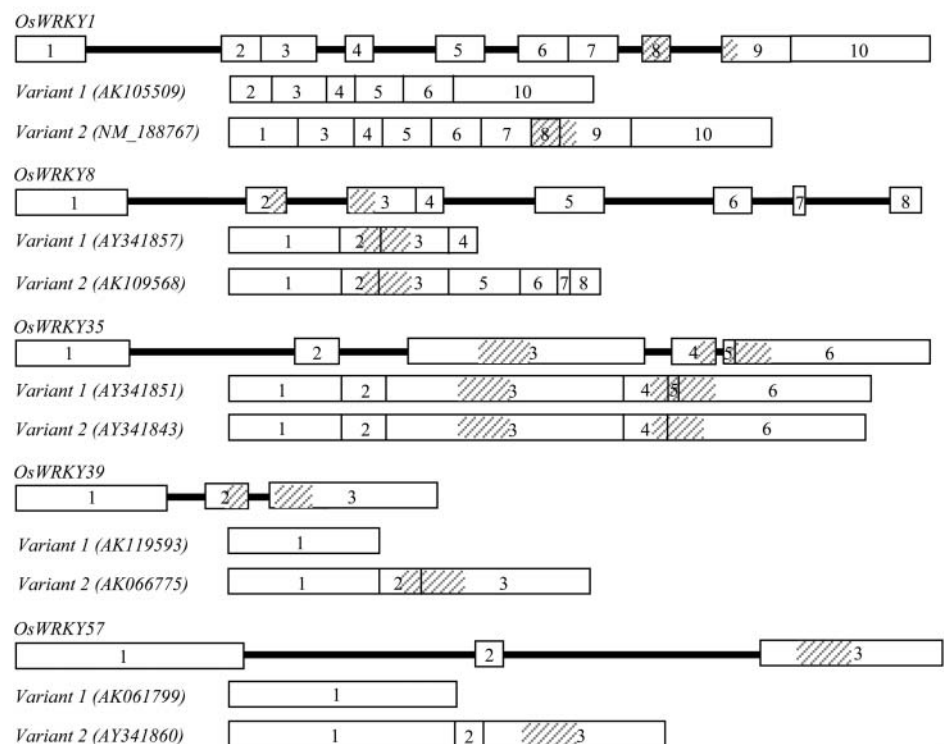 OsWRKY1
1 2 3 4 5 6 7 8 9 10
Variant 1 (AK105509) 2 3 4 5 6 10
Variant 2 (NM_188767) 1 3 4 5 6 7 8 9 10
OsWRKY8
1 2 3 4 5 6 7 8
Variant 1 (AY341857) 1 2 3 4
Variant 2 (AK109568) 1 2 3 5 6 7 8
OsWRKY35
1 2 3 4 5 6
Variant 1 (AY341851) 1 2 3 4 5 6
Variant 2 (AY341843) 1 2 3 4 6
OsWRKY39
1 2 3
Variant 1 (AK119593) 1
Variant 2 (AK066775) 1 2 3
OsWRKY57
1 2 3
Variant 1 (AK061799) 1
Variant 2 (AY341860) 1 2 3